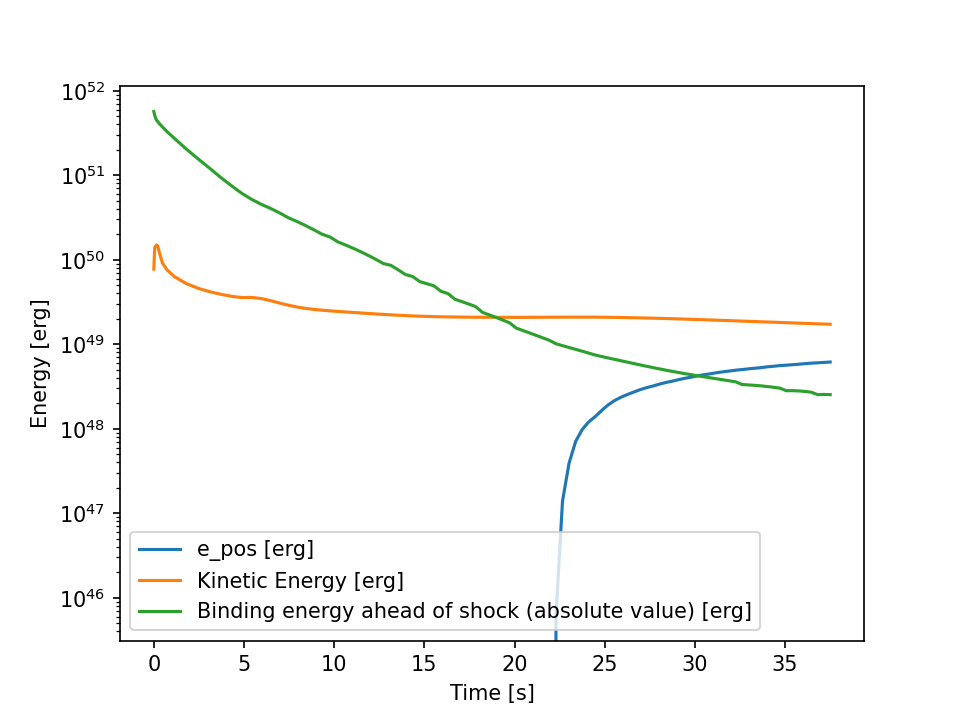 10^52
10^51
10^50
10^49
10^48
10^47
10^46
Energy [erg]
e_pos [erg]
Kinetic Energy [erg]
Binding energy ahead of shock (absolute value) [erg]
0 5 10 15 20 25 30 35
Time [s]